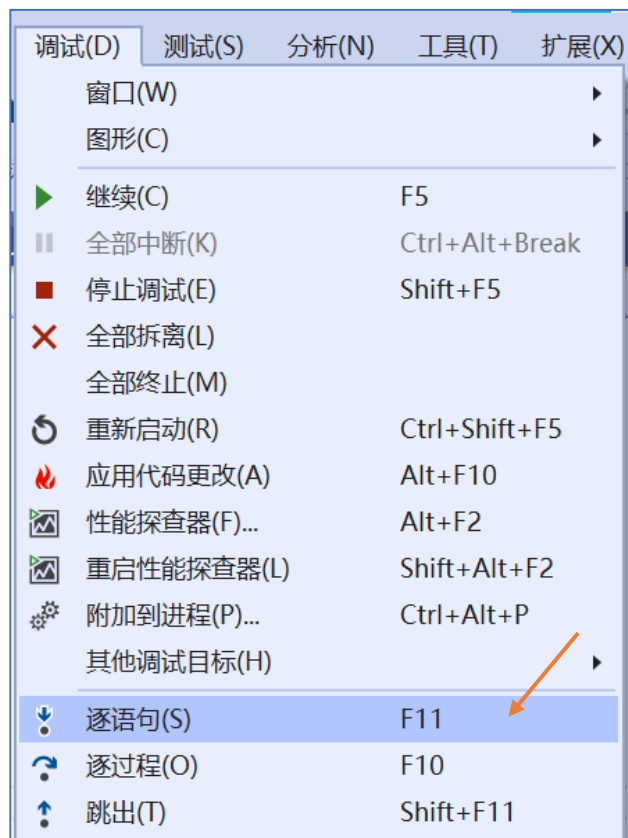 调试(D) 测试(S) 分析(N) 工具(T) 扩展(X)
窗口(W)
图形(C)
继续(C) F5
全部中断(K) Ctrl+Alt+Break
停止调试(E) Shift+F5
全部拆离(L)
全部终止(M)
重新启动(R) Ctrl+Shift+F5
应用代码更改(A) Alt+F10
性能探查器(F)... Alt+F2
重启性能探查器(L) Shift+Alt+F2
附加到进程(P)... Ctrl+Alt+P
其他调试目标(H)
逐语句(S) F11
逐过程(O) F10
跳出(T) Shift+F11